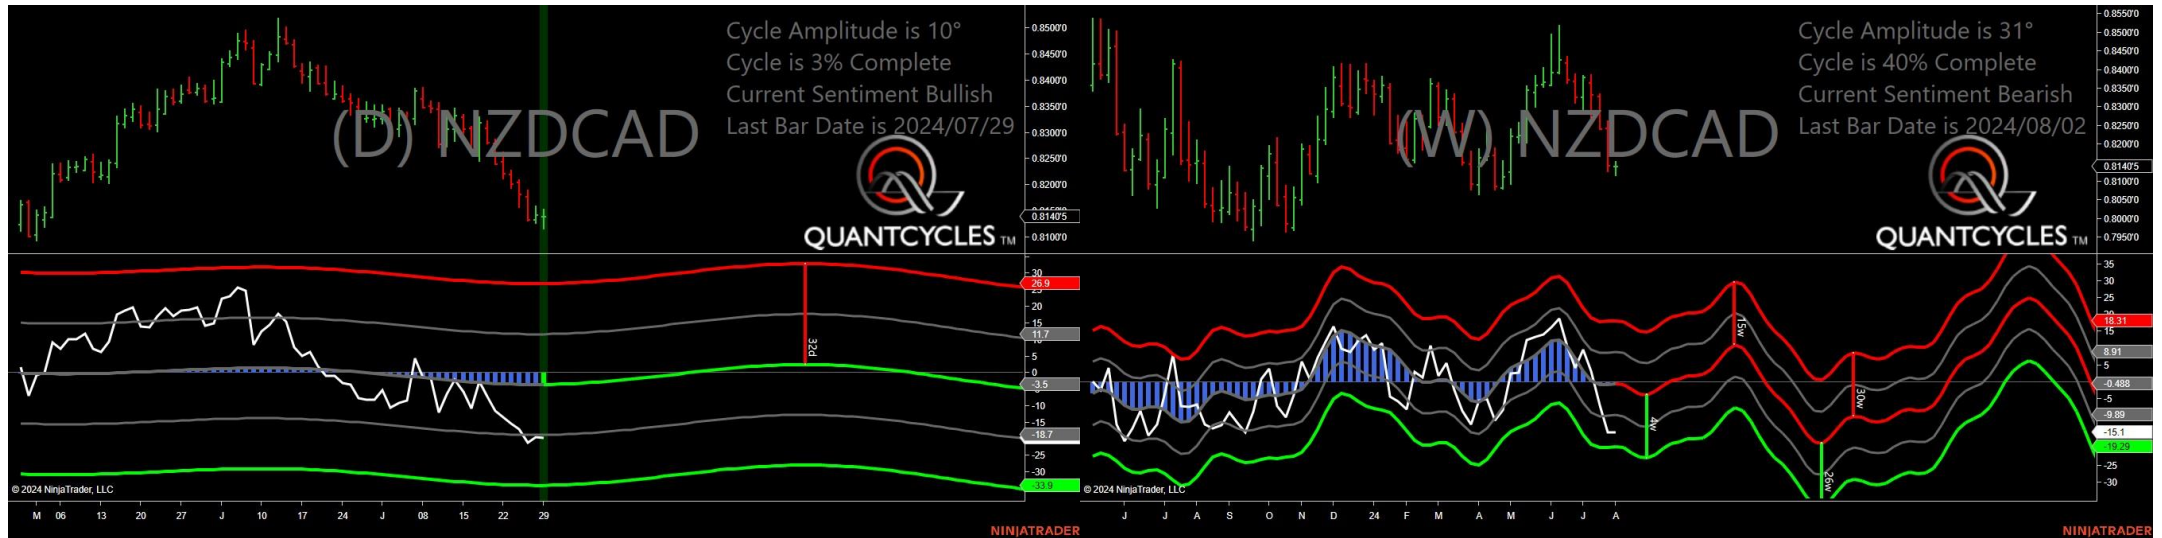 Cycle Amplitude is 10°
Cycle is 3% Complete
Current Sentiment Bullish
Last Bar Date is 2024/07/29
(D) NZDCAD
QUANTCYCLES TM
0.8500'0
0.8450'0
0.8400'0
0.8350'0
0.8300'0
0.8250'0
0.8200'0
0.8140'5
0.8100'0
32d
30
26.9
20
15
11.7
5
0
-3.5
-10
-15
-18.7
-25
-30
-33.9
© 2024 NinjaTrader, LLC
M 06 13 20 27 J 10 17 24 J 08 15 22 29
NINJATRADER
Cycle Amplitude is 31°
Cycle is 40% Complete
Current Sentiment Bearish
Last Bar Date is 2024/08/02
(W) NZDCAD
QUANTCYCLES TM
0.8550'0
0.8500'0
0.8450'0
0.8400'0
0.8350'0
0.8300'0
0.8250'0
0.8200'0
0.8140'5
0.8100'0
0.8050'0
0.8000'0
0.7950'0
4w
15w
26w
30w
35
30
25
18.31
15
8.91
5
-0.488
-5
-9.89
-15.1
-19.29
-25
-30
© 2024 NinjaTrader, LLC
J J A S O N D 24 F M A M J J A
NINJATRADER